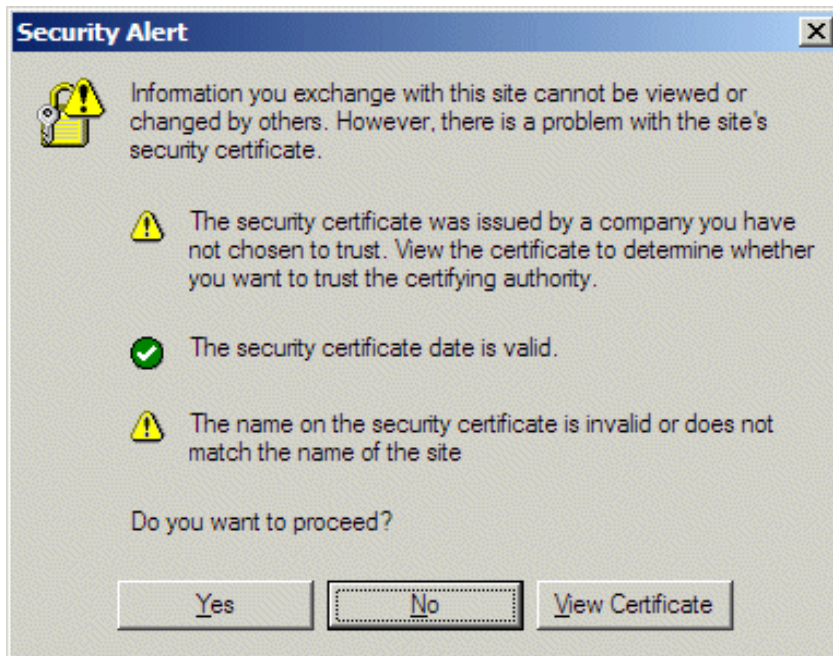 Security Alert
Information you exchange with this site cannot be viewed or
changed by others. However, there is a problem with the site's
security certificate.
The security certificate was issued by a company you have
not chosen to trust. View the certificate to determine whether
you want to trust the certifying authority.
The security certificate date is valid.
The name on the security certificate is invalid or does not
match the name of the site
Do you want to proceed?
Yes
No
View Certificate